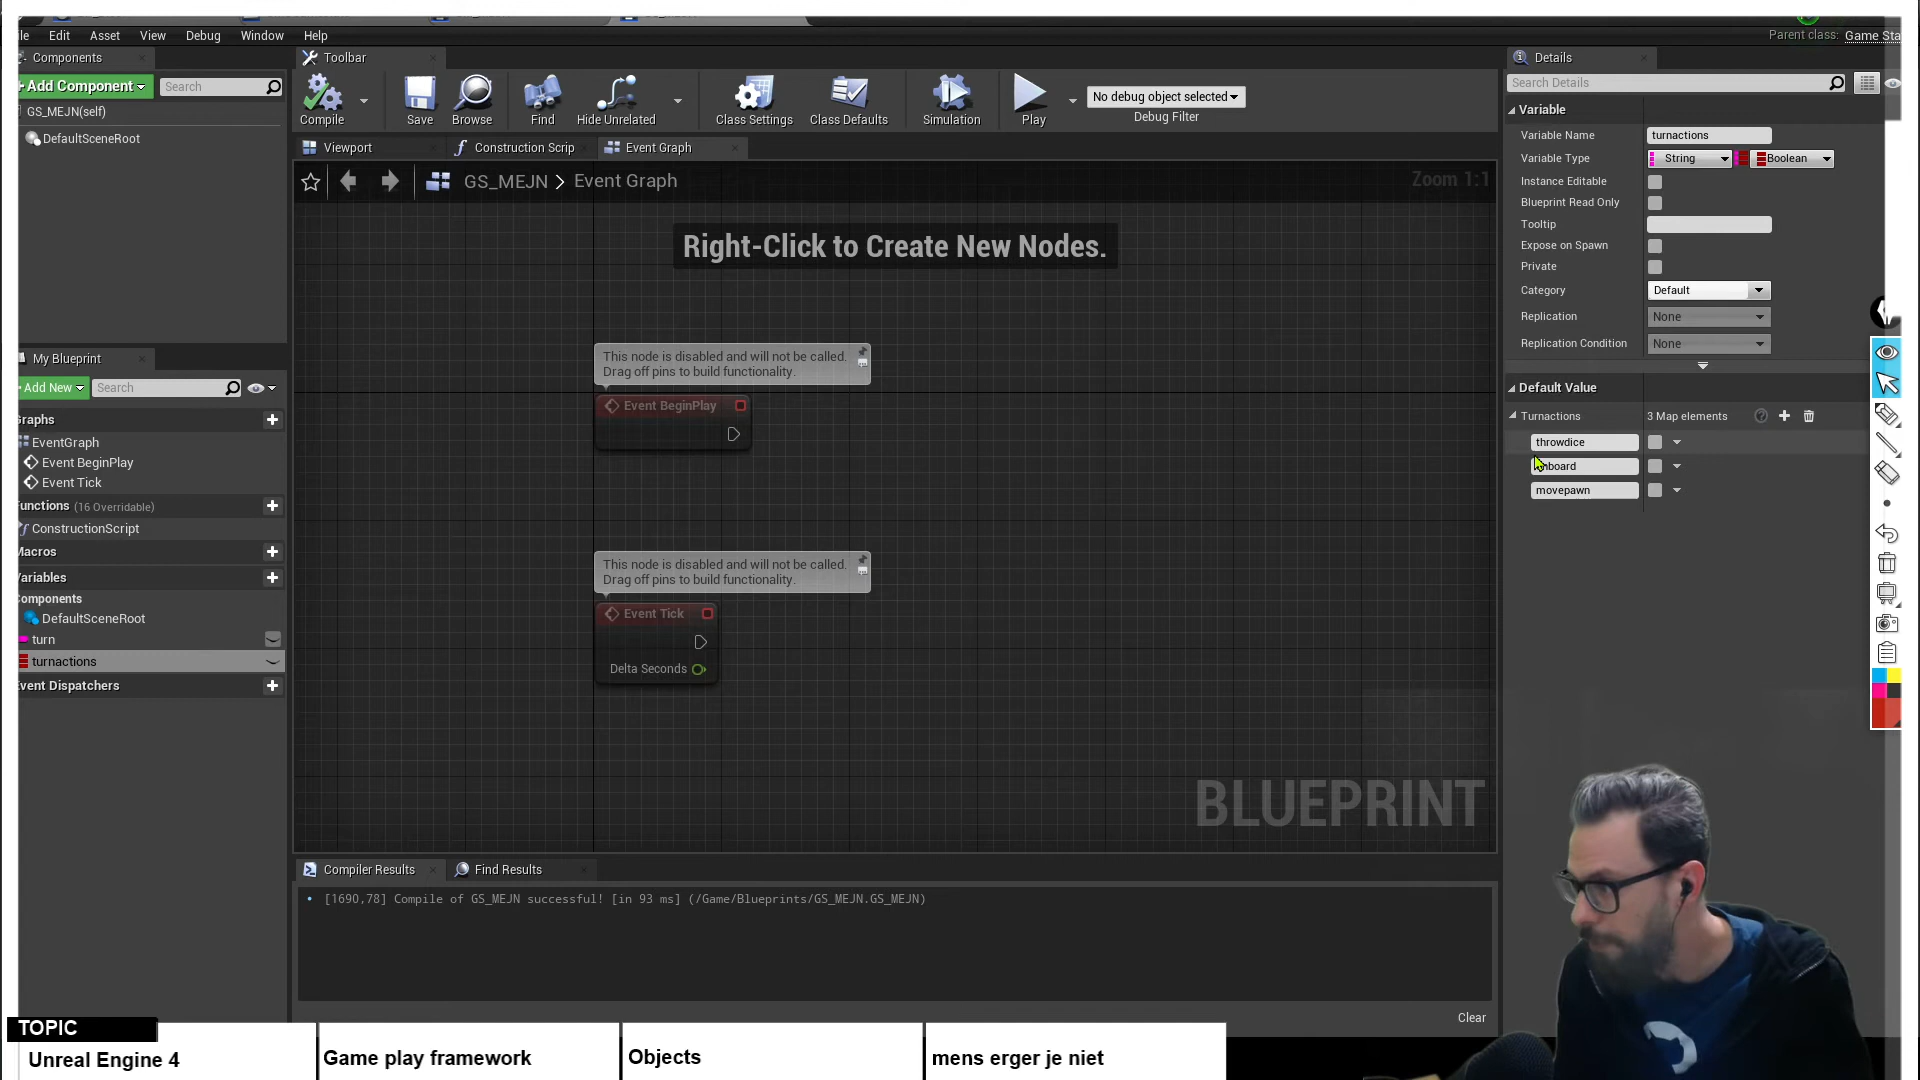 ile Edit Asset View Debug Window Help
Parent class: Game Sta
Components
Add Component
Search
GS_MEJN(self)
DefaultSceneRoot
Toolbar
Compile
Save
Browse
Find
Hide Unrelated
Class Settings
Class Defaults
Simulation
Play
No debug object selected
Debug Filter
Viewport
Construction Scrip
Event Graph
GS_MEJN > Event Graph
Zoom 1:1
Right-Click to Create New Nodes.
This node is disabled and will not be called.
Drag off pins to build functionality.
Event BeginPlay
This node is disabled and will not be called.
Drag off pins to build functionality.
Event Tick
Delta Seconds
BLUEPRINT
My Blueprint
Add New
Search
Graphs
EventGraph
Event BeginPlay
Event Tick
Functions (16 Overridable)
ConstructionScript
Macros
Variables
Components
DefaultSceneRoot
turn
turnactions
Event Dispatchers
Compiler Results
Find Results
[1690,78] Compile of GS_MEJN successful! [in 93 ms] (/Game/Blueprints/GS_MEJN.GS_MEJN)
Clear
Details
Search Details
Variable
Variable Name turnactions
Variable Type String Boolean
Instance Editable
Blueprint Read Only
Tooltip
Expose on Spawn
Private
Category Default
Replication None
Replication Condition None
Default Value
Turnactions 3 Map elements
throwdice
board
movepawn
TOPIC
Unreal Engine 4
Game play framework
Objects
mens erger je niet